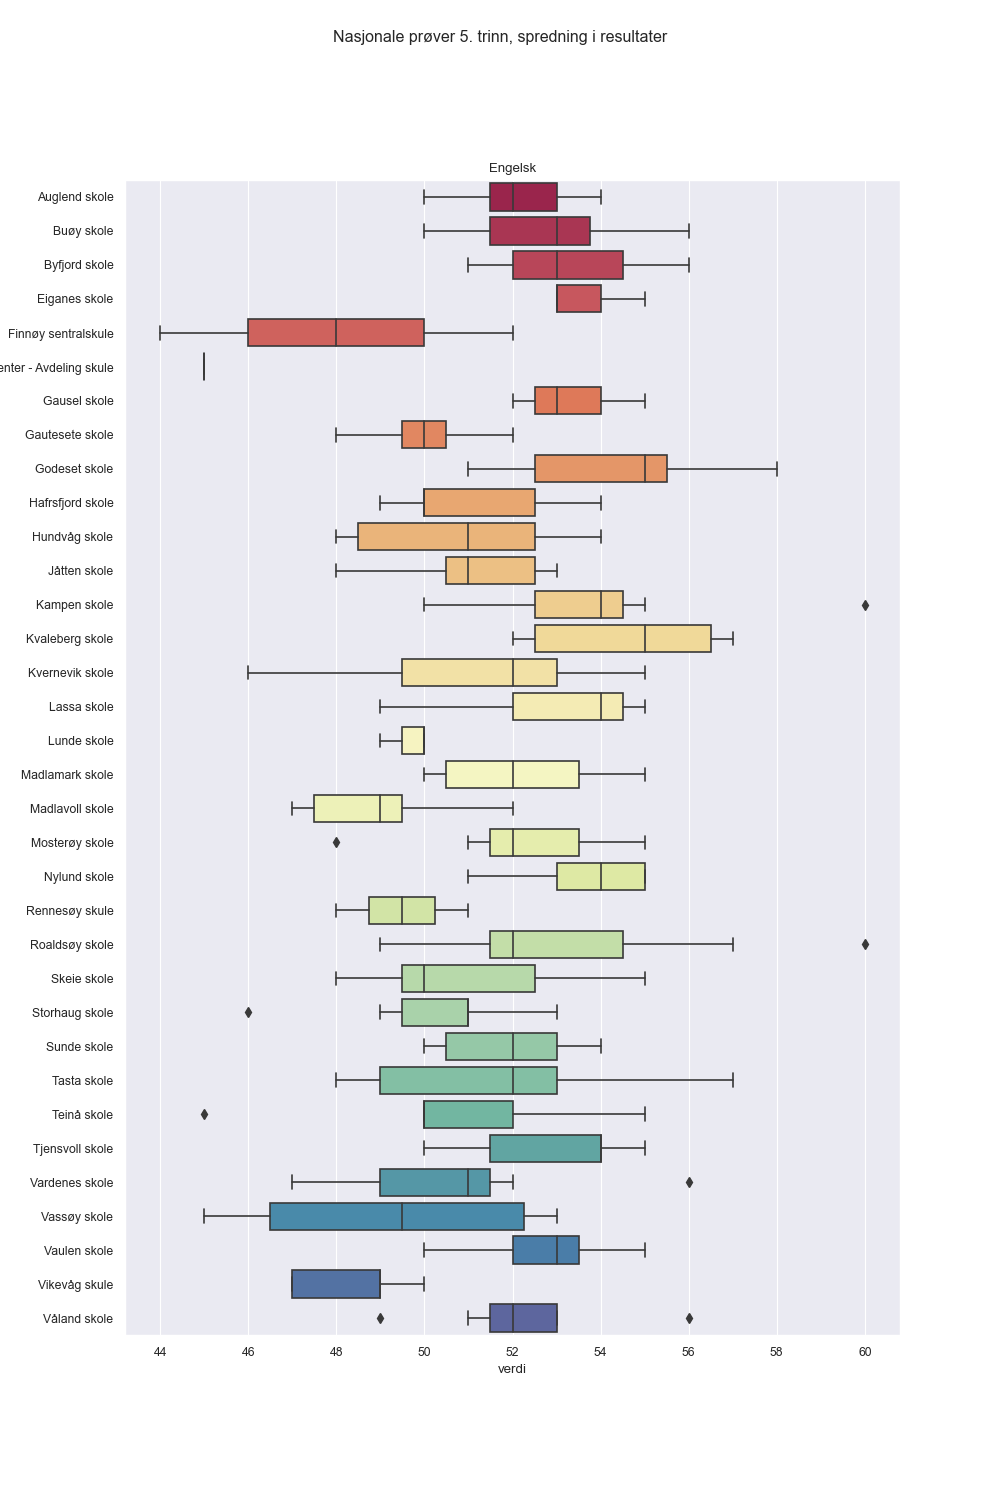 Nasjonale prøver 5. trinn, spredning i resultater
Engelsk
Auglend skole
Buøy skole
Byfjord skole
Eiganes skole
Finnøy sentralskule
- Avdeling skule
Gausel skole
Gautesete skole
Godeset skole
Hafrsfjord skole
Hundvåg skole
Jåtten skole
Kampen skole
Kvaleberg skole
Kvernevik skole
Lassa skole
Lunde skole
Madlamark skole
Madlavoll skole
Mosterøy skole
Nylund skole
Rennesøy skule
Roaldsøy skole
Skeie skole
Storhaug skole
Sunde skole
Tasta skole
Teinå skole
Tjensvoll skole
Vardenes skole
Vassøy skole
Vaulen skole
Vikevåg skule
Våland skole
44 46 48 50 52 54 56 58 60
verdi